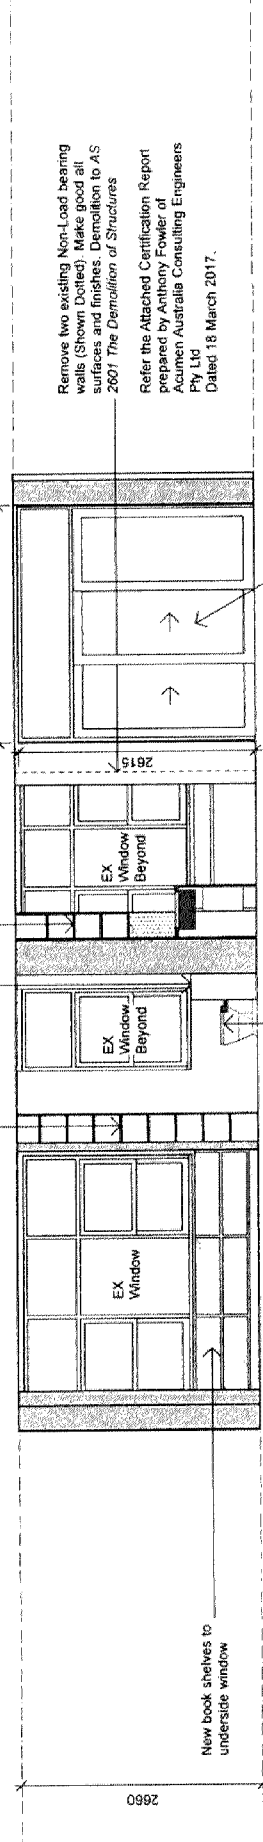 Remove two existing Non-Load bearing
walls (Shown Dotted). Make good all
surfaces and finishes. Demolition to AS
2601 The Demolition of Structures
Refer the Attached Certification Report
prepared by Anthony Fowler of
Acumen Australia Consulting Engineers
Pty Ltd
Dated 18 March 2017.
2615
EX
Window
Beyond
EX
Window
Beyond
EX
Window
New book shelves to
underside window
2660